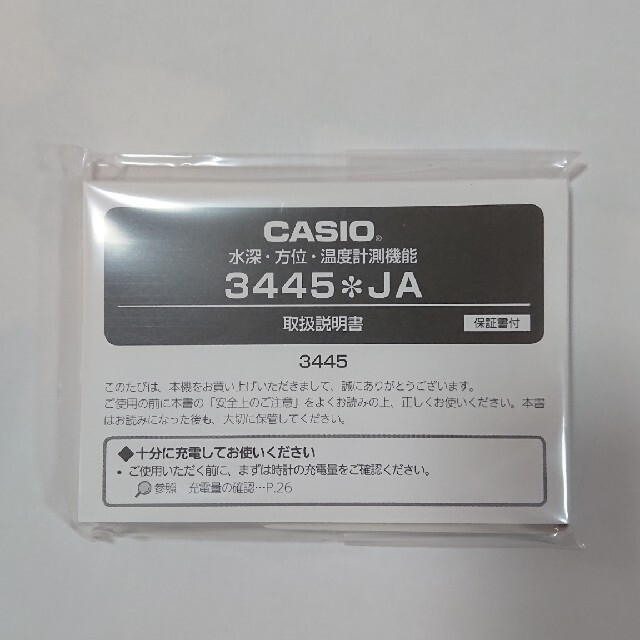 CASIO®
水深・方位・温度計測機能
3445＊JA
取扱説明書 保証書付
3445
このたびは、本機をお買い上げいただきまして、誠にありがとうございます。
ご使用の前に本書の「安全上のご注意」をよくお読みの上、正しくお使いください。本書
はお読みになった後も、大切に保管してください。
◆十分に充電してお使いください
• ご使用いただく前に、まずは時計の充電量をご確認ください。
参照 充電量の確認…P.26